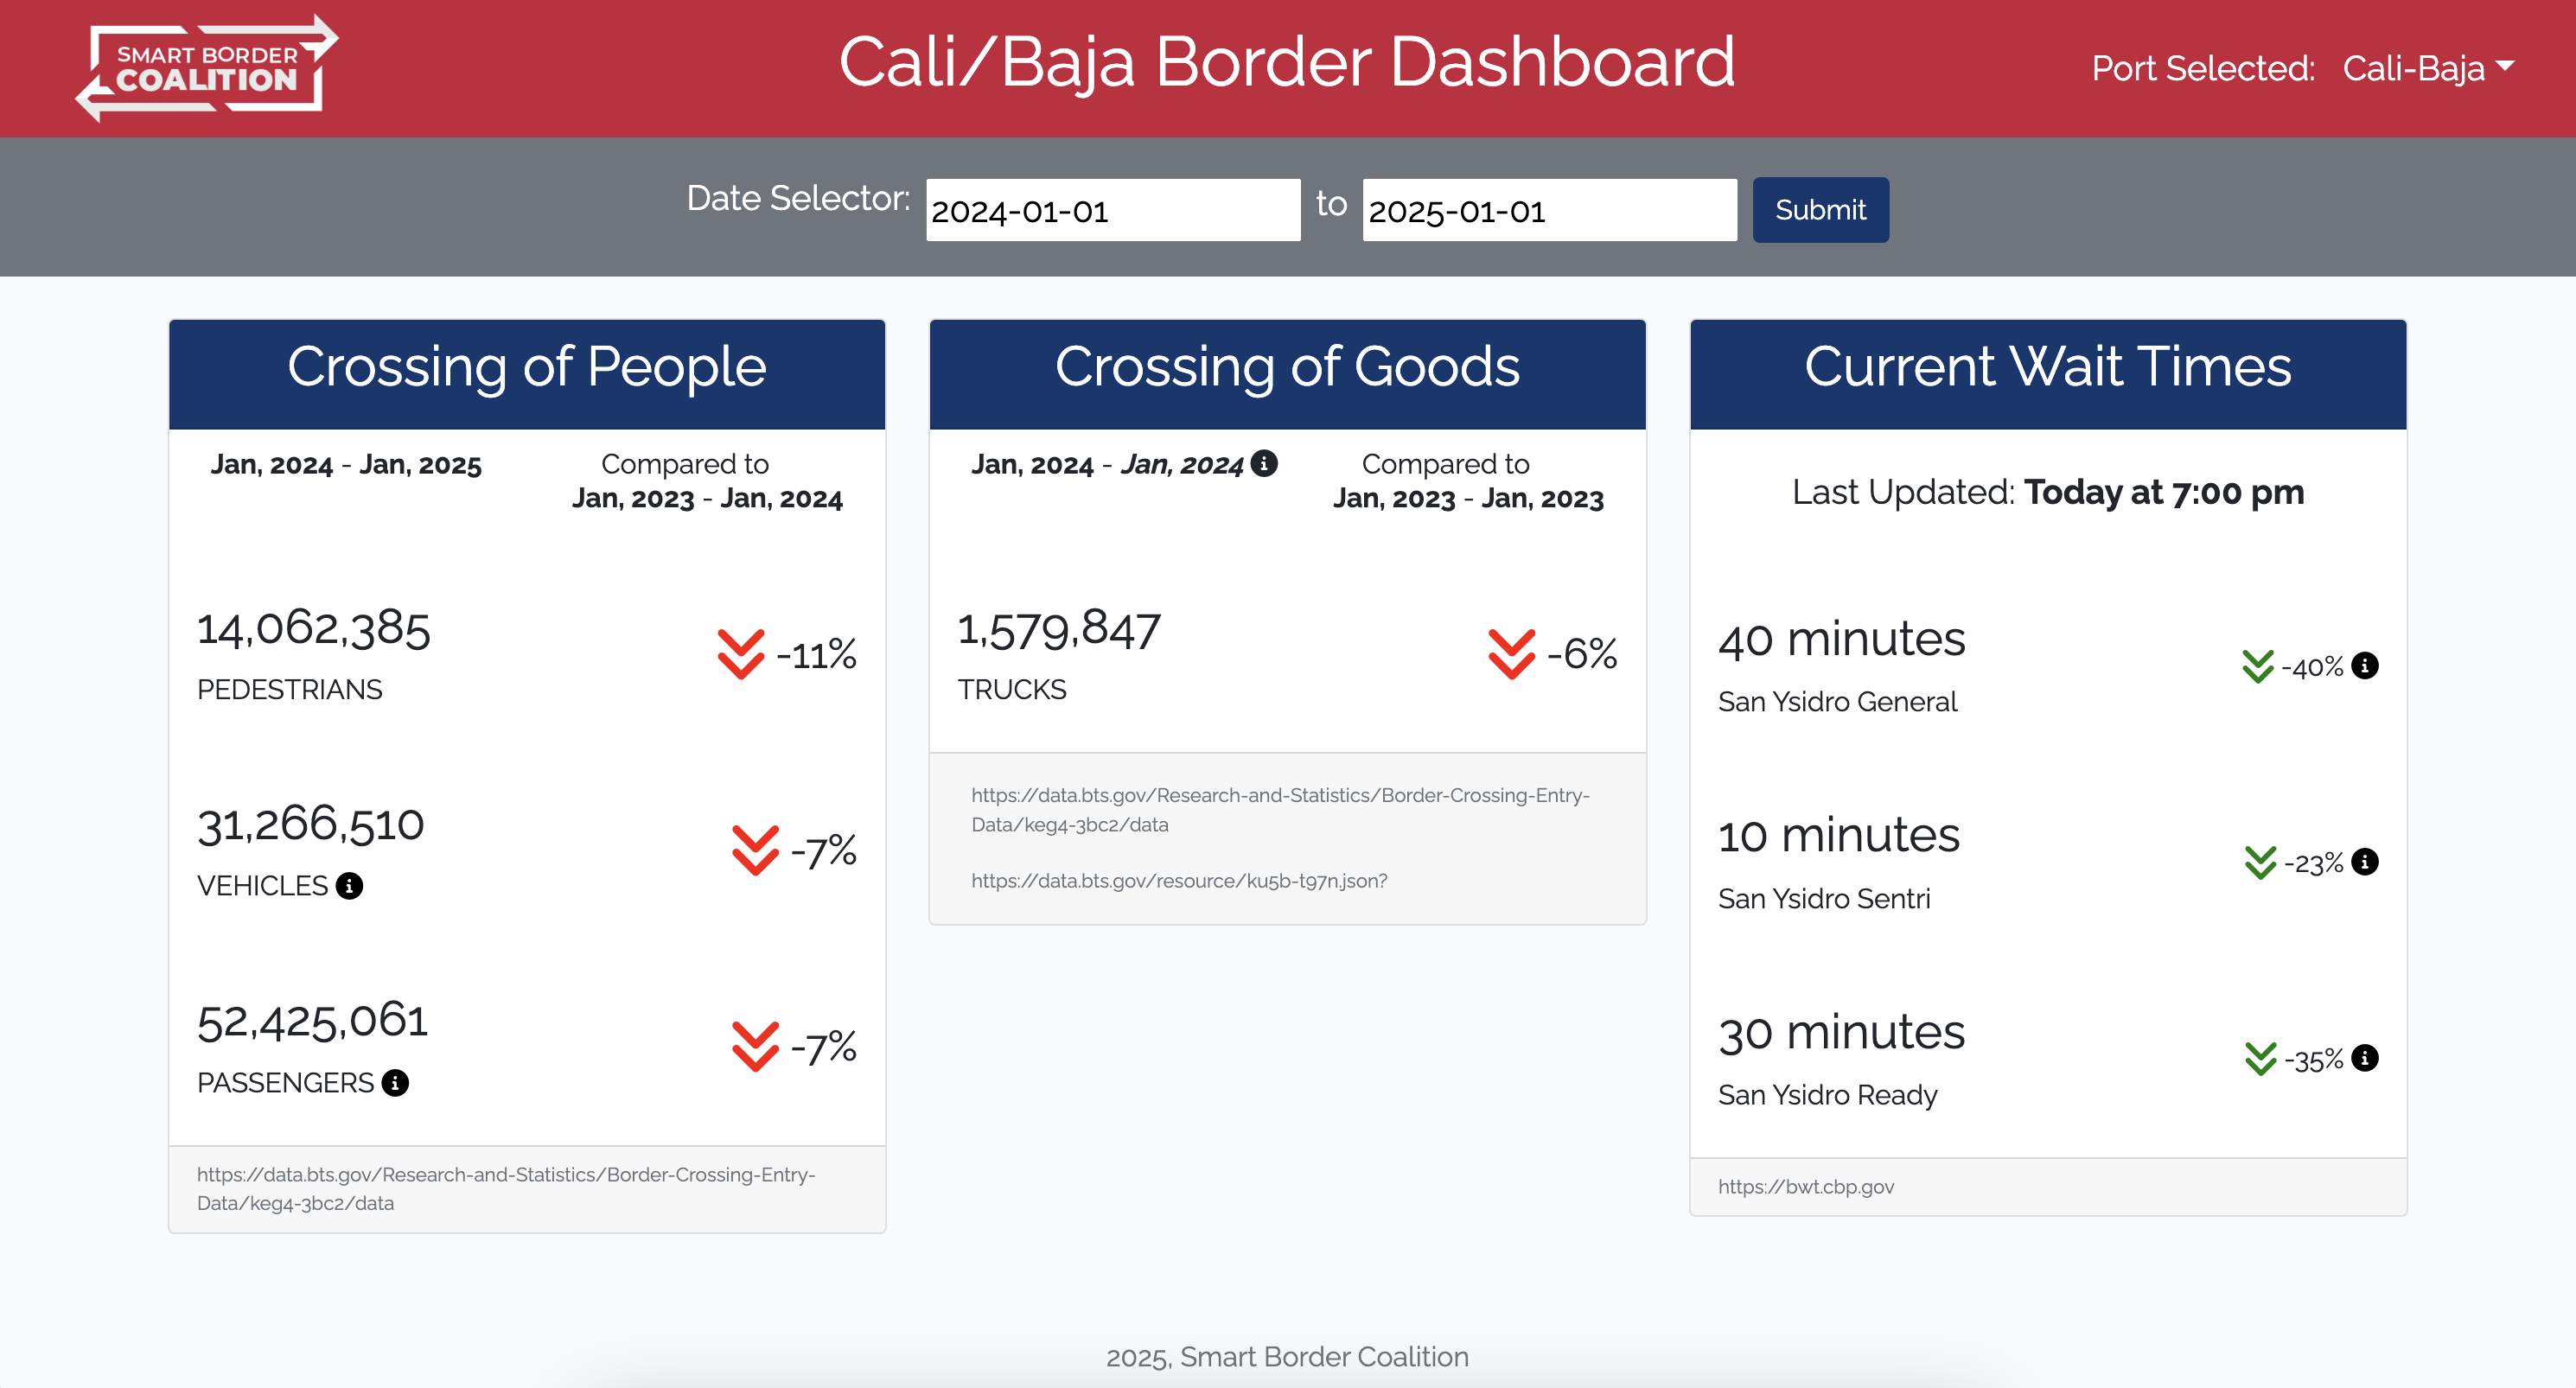 SMART BORDER
COALITION
Cali/Baja Border Dashboard
Port Selected: Cali-Baja
Date Selector: 2024-01-01 to 2025-01-01 Submit
Crossing of People
Jan, 2024 - Jan, 2025
Compared to
Jan, 2023 - Jan, 2024
14,062,385
PEDESTRIANS
-11%
31,266,510
VEHICLES
-7%
52,425,061
PASSENGERS
-7%
https://data.bts.gov/Research-and-Statistics/Border-Crossing-Entry-
Data/keg4-3bc2/data
Crossing of Goods
Jan, 2024 - Jan, 2024
Compared to
Jan, 2023 - Jan, 2023
1,579,847
TRUCKS
-6%
https://data.bts.gov/Research-and-Statistics/Border-Crossing-Entry-
Data/keg4-3bc2/data
https://data.bts.gov/resource/ku5b-t97n.json?
Current Wait Times
Last Updated: Today at 7:00 pm
40 minutes
San Ysidro General
-40%
10 minutes
San Ysidro Sentri
-23%
30 minutes
San Ysidro Ready
-35%
https://bwt.cbp.gov
2025, Smart Border Coalition